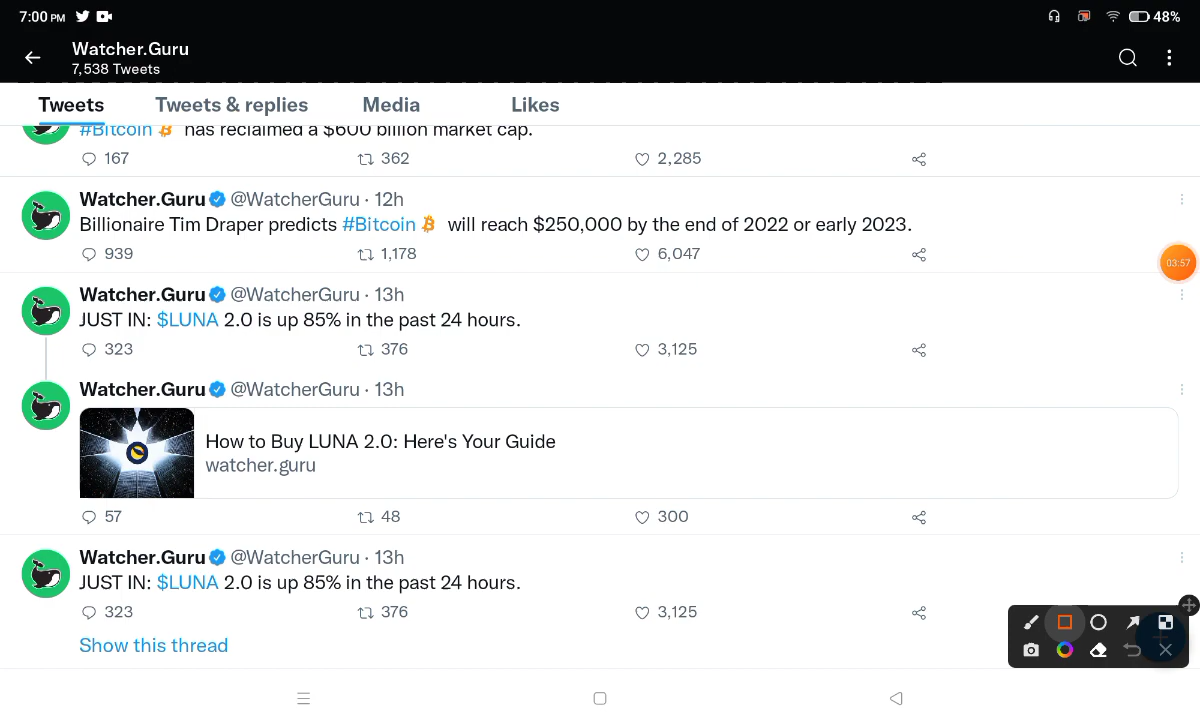 7:00 PM 48%
Watcher.Guru
7,538 Tweets
Tweets Tweets & replies Media Likes
#Bitcoin has reclaimed a $600 billion market cap.
167 362 2,285
Watcher.Guru @WatcherGuru · 12h
Billionaire Tim Draper predicts #Bitcoin will reach $250,000 by the end of 2022 or early 2023.
939 1,178 6,047
03:57
Watcher.Guru @WatcherGuru · 13h
JUST IN: $LUNA 2.0 is up 85% in the past 24 hours.
323 376 3,125
Watcher.Guru @WatcherGuru · 13h
How to Buy LUNA 2.0: Here's Your Guide
watcher.guru
57 48 300
Watcher.Guru @WatcherGuru · 13h
JUST IN: $LUNA 2.0 is up 85% in the past 24 hours.
323 376 3,125
Show this thread